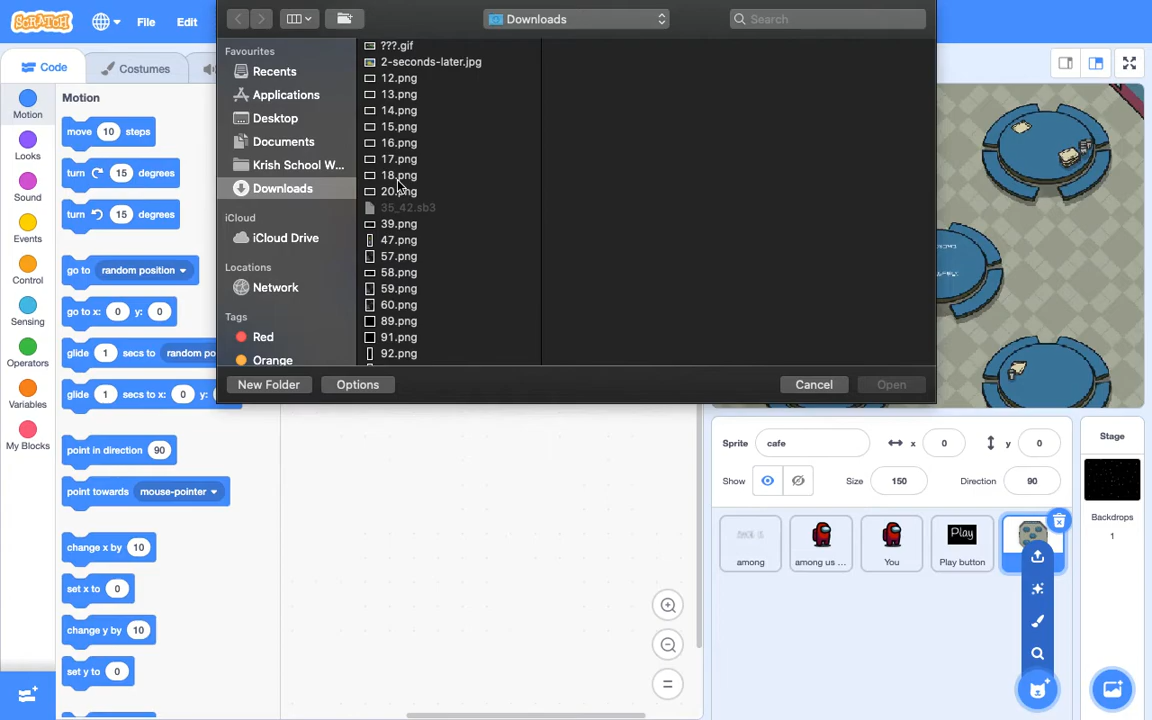 SCRATCH
File
Edit
Downloads
Search
Code
Costumes
Favourites
Recents
Applications
Desktop
Documents
Krish School W...
Downloads
iCloud
iCloud Drive
Locations
Network
Tags
Red
Orange
???.gif
2-seconds-later.jpg
12.png
13.png
14.png
15.png
16.png
17.png
18.png
20.png
35_42.sb3
39.png
47.png
57.png
58.png
59.png
60.png
89.png
91.png
92.png
New Folder
Options
Cancel
Open
Motion
Looks
Sound
Events
Control
Sensing
Operators
Variables
My Blocks
Motion
move 10 steps
turn 15 degrees
turn 15 degrees
go to random position
go to x: 0 y: 0
glide 1 secs to random po
glide 1 secs to x: 0 y:
point in direction 90
point towards mouse-pointer
change x by 10
set x to 0
change y by 10
set y to 0
Sprite cafe x 0 y 0
Show Size 150 Direction 90
among
among us ...
You
Play
Play button
Stage
Backdrops
1